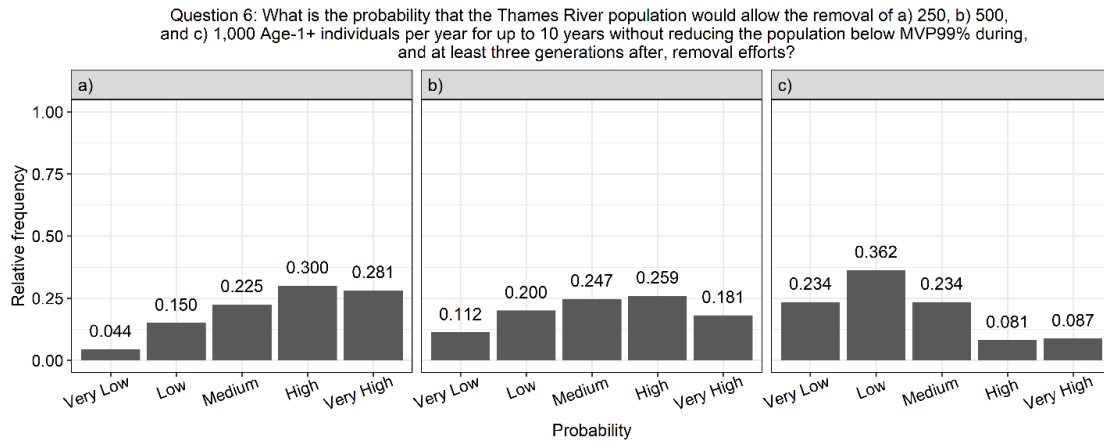 Question 6: What is the probability that the Thames River population would allow the removal of a) 250, b) 500,
and c) 1,000 Age-1+ individuals per year for up to 10 years without reducing the population below MVP99% during,
and at least three generations after, removal efforts?
a)
b)
c)
Relative frequency
1.00
0.75
0.50
0.25
0.00
0.044
0.150
0.225
0.300
0.281
0.112
0.200
0.247
0.259
0.181
0.234
0.362
0.234
0.081
0.087
Very Low
Low
Medium
High
Very High
Very Low
Low
Medium
High
Very High
Very Low
Low
Medium
High
Very High
Probability